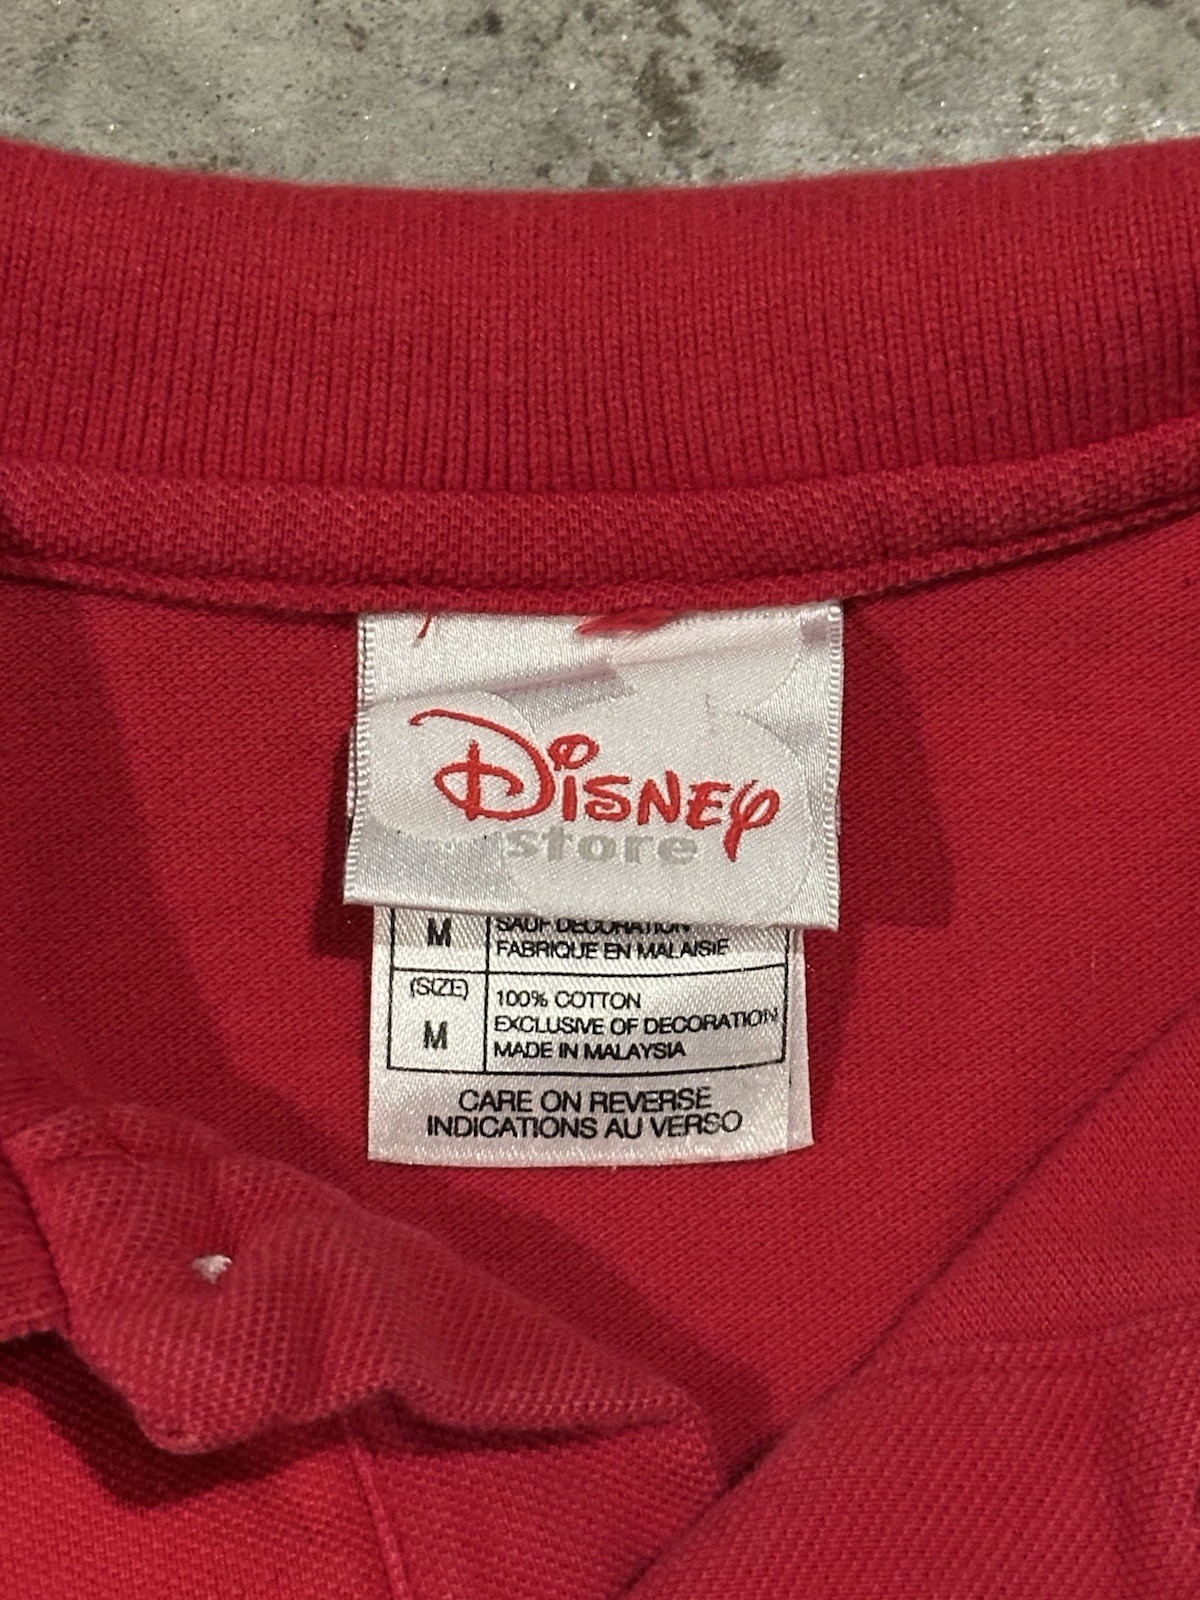 Disney
store
M
SAUF DECORATION
FABRIQUE EN MALAISIE
(SIZE)
M
100% COTTON
EXCLUSIVE OF DECORATION
MADE IN MALAYSIA
CARE ON REVERSE
INDICATIONS AU VERSO